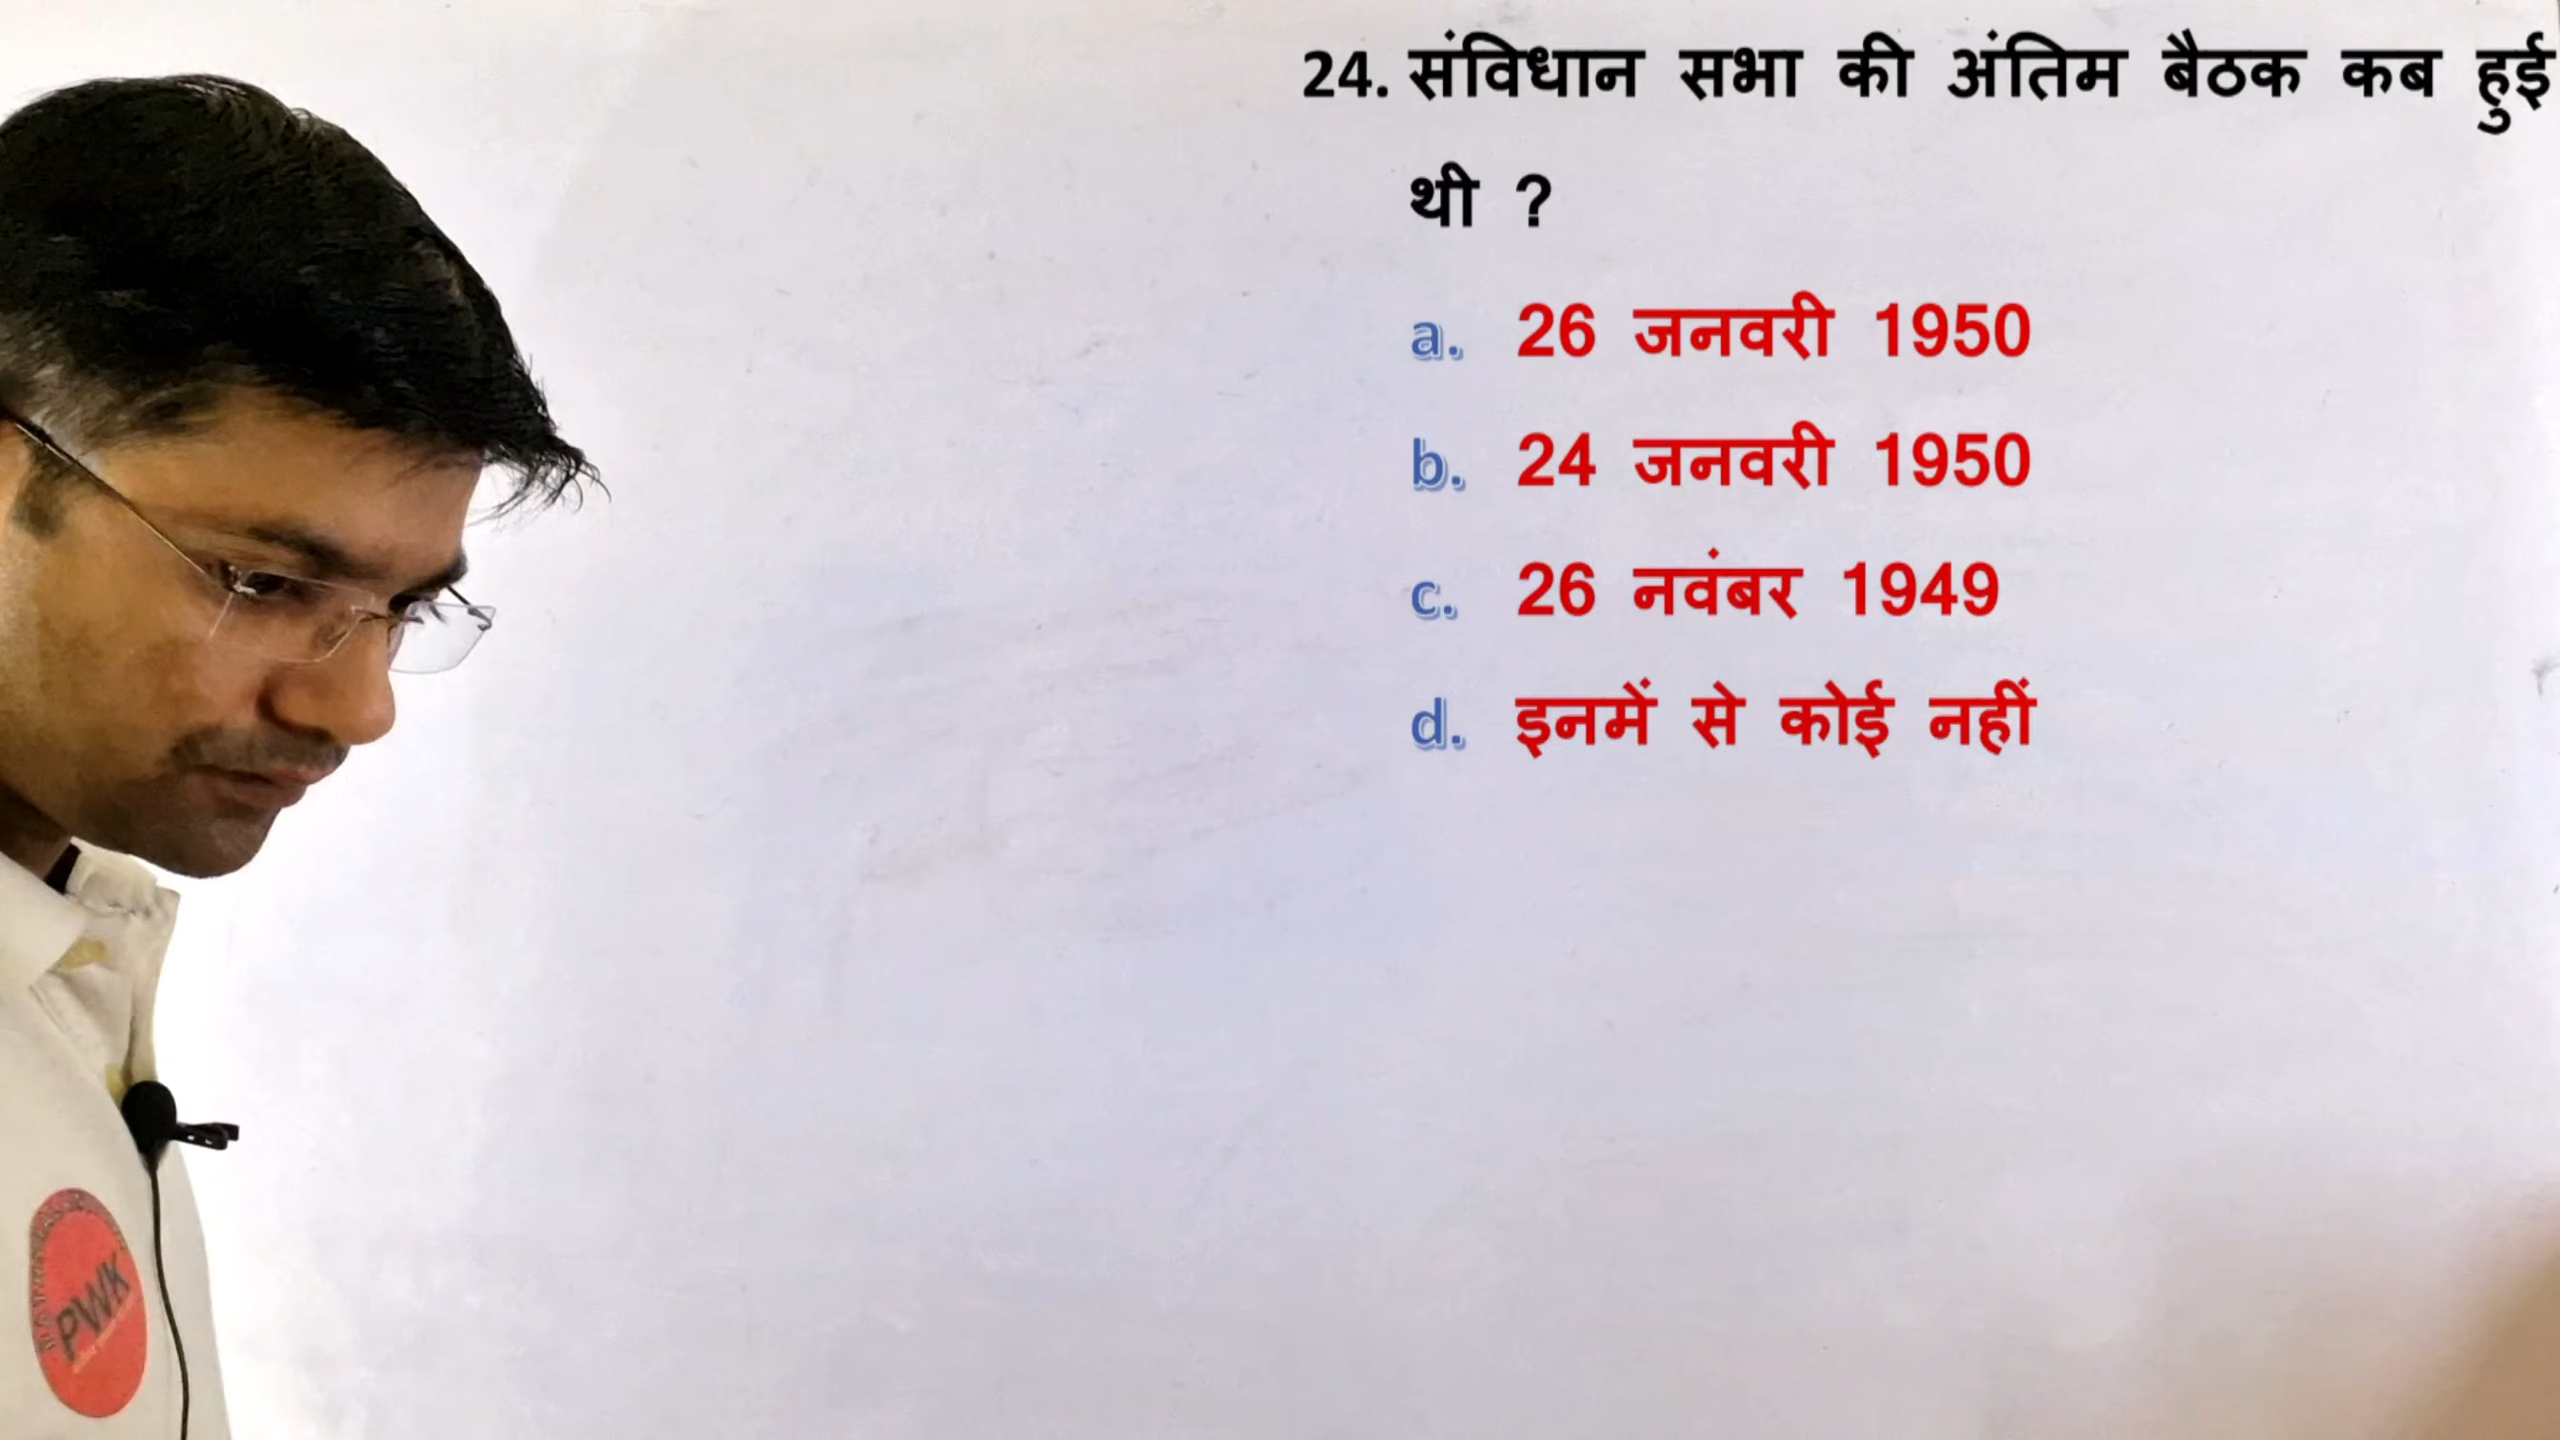 24. संविधान सभा की अंतिम बैठक कब हुई
थी ?
a. 26 जनवरी 1950
b. 24 जनवरी 1950
c. 26 नवंबर 1949
d. इनमें से कोई नहीं
PWK